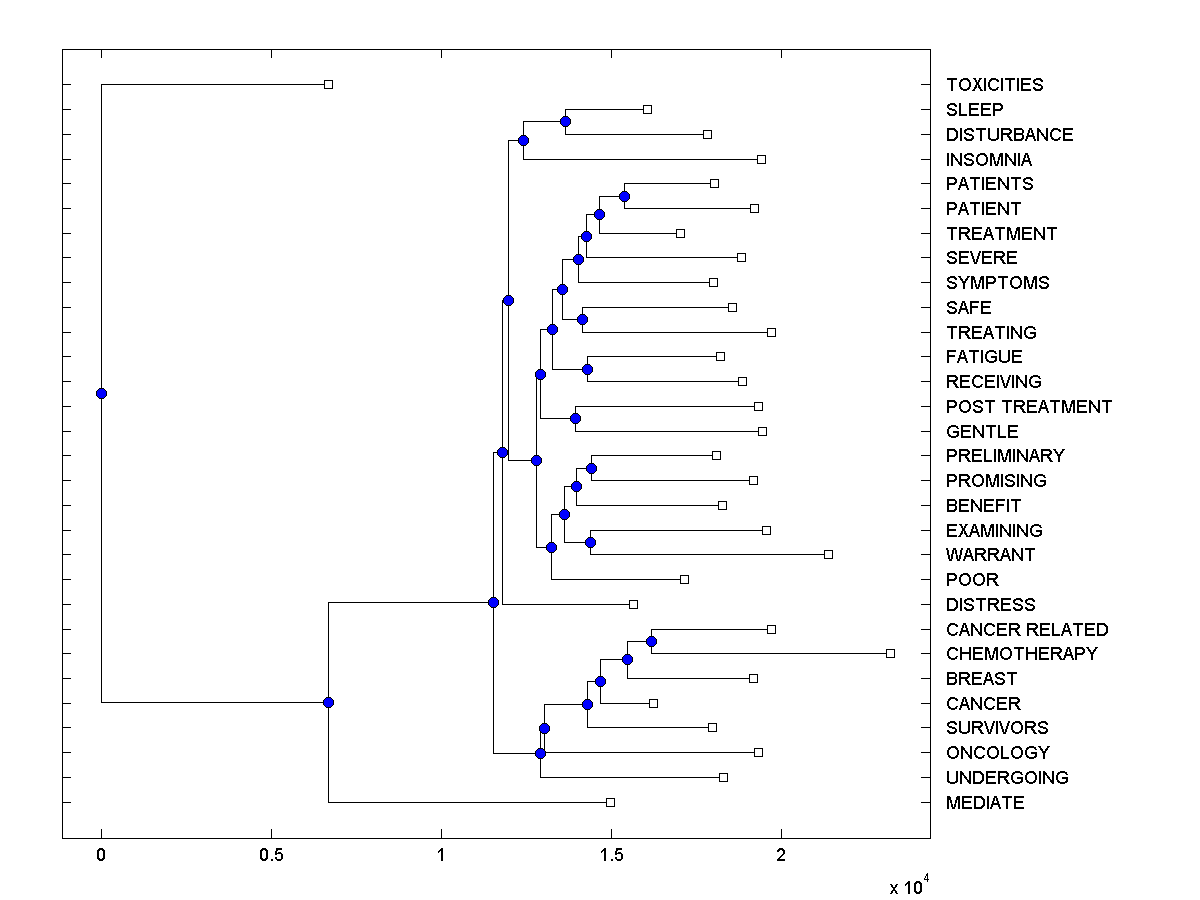 TOXICITIES
SLEEP
DISTURBANCE
INSOMNIA
PATIENTS
PATIENT
TREATMENT
SEVERE
SYMPTOMS
SAFE
TREATING
FATIGUE
RECEIVING
POST TREATMENT
GENTLE
PRELIMINARY
PROMISING
BENEFIT
EXAMINING
WARRANT
POOR
DISTRESS
CANCER RELATED
CHEMOTHERAPY
BREAST
CANCER
SURVIVORS
ONCOLOGY
UNDERGOING
MEDIATE
0 0.5 1 1.5 2
x 10^4